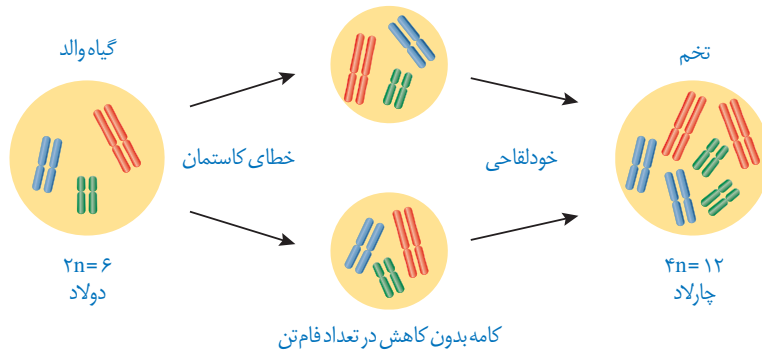 گیاه والد
تخم
خطای کاستمان
خودلقاحی
۲n= ۶
دولاد
۴n= ۱۲
چارلاد
کامه بدون کاهش در تعداد فام‌تن